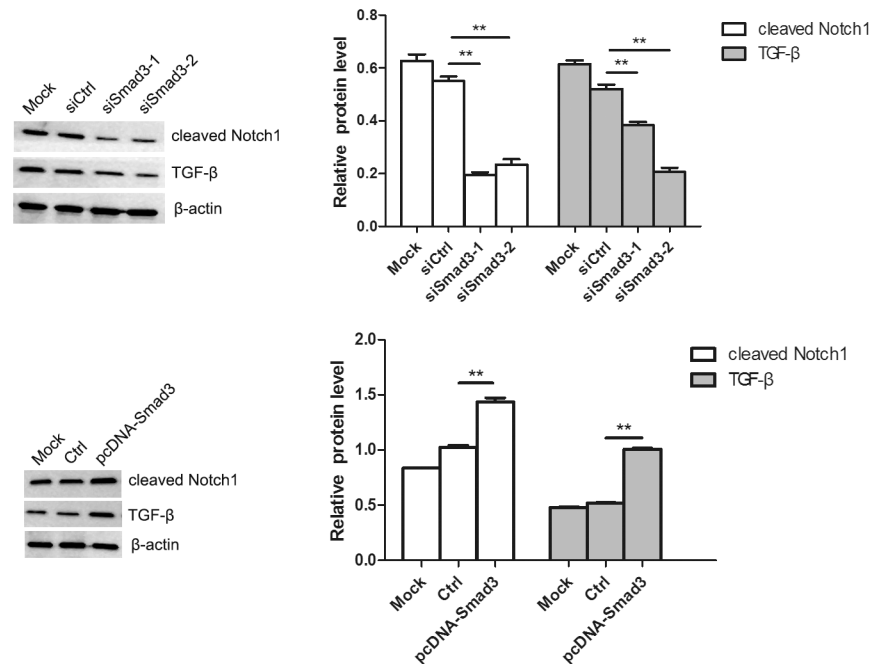 Mock siCtrl siSmad3-1 siSmad3-2
cleaved Notch1
TGF-β
β-actin
Relative protein level
0.8
0.6
0.4
0.2
0.0
** ** ** **
Mock siCtrl siSmad3-1 siSmad3-2 Mock siCtrl siSmad3-1 siSmad3-2
cleaved Notch1
TGF-β
Mock Ctrl pcDNA-Smad3
cleaved Notch1
TGF-β
β-actin
Relative protein level
2.0
1.5
1.0
0.5
0.0
** **
Mock Ctrl pcDNA-Smad3 Mock Ctrl pcDNA-Smad3
cleaved Notch1
TGF-β